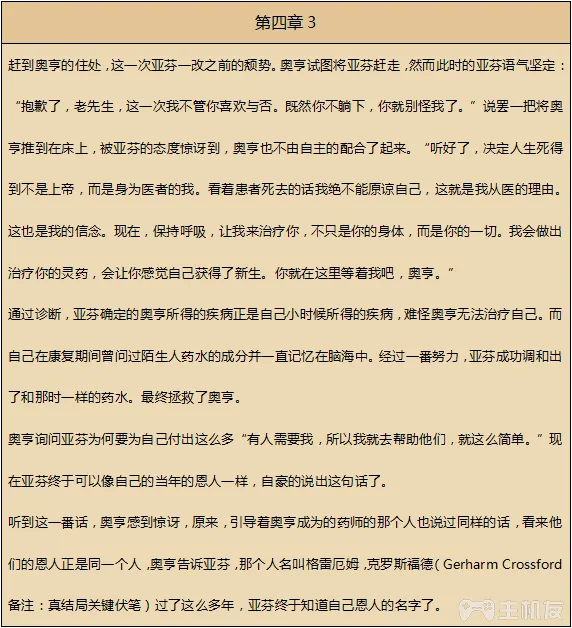 第四章 3
赶到奥亨的住处，这一次亚芬一改之前的颓势。奥亨试图将亚芬赶走，然而此时的亚芬语气坚定：
“抱歉了，老先生，这一次我不管你喜欢与否。既然你不躺下，你就别怪我了。”说罢一把将奥
亨推到在床上，被亚芬的态度惊讶到，奥亨也不由自主的配合了起来。“听好了，决定人生死得
到不是上帝，而是身为医者的我。看着患者死去的话我绝不能原谅自己，这就是我从医的理由。
这也是我的信念。现在，保持呼吸，让我来治疗你，不只是你的身体，而是你的一切。我会做出
治疗你的灵药，会让你感觉自己获得了新生。你就在这里等着我吧，奥亨。”
通过诊断，亚芬确定的奥亨所得的疾病正是自己小时候所得的疾病，难怪奥亨无法治疗自己。而
自己在康复期间曾问过陌生人药水的成分并一直记忆在脑海中。经过一番努力，亚芬成功调和出
了和那时一样的药水。最终拯救了奥亨。
奥亨询问亚芬为何要为自己付出这么多“有人需要我，所以我就去帮助他们，就这么简单。”现
在亚芬终于可以像自己的当年的恩人一样，自豪的说出这句话了。
听到这一番话，奥亨感到惊讶，原来，引导着奥亨成为的药师的那个人也说过同样的话，看来他
们的恩人正是同一个人，奥亨告诉亚芬，那个人名叫格雷厄姆，克罗斯福德（Gerharm Crossford
备注：真结局关键伏笔）过了这么多年，亚芬终于知道自己恩人的名字了。
主机友